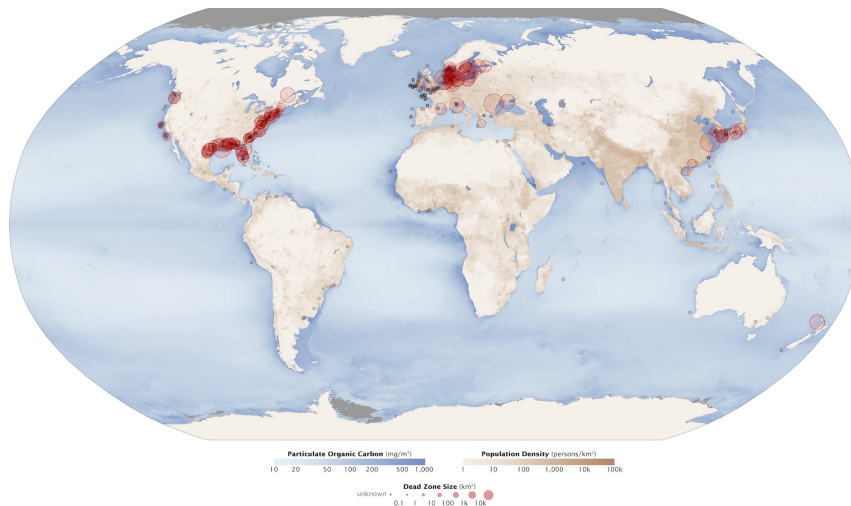 Particulate Organic Carbon (mg/m³)
10 20 50 100 200 500 1,000
Population Density (persons/km²)
1 10 100 1,000 10k 100k
Dead Zone Size (km²)
unknown
0.1 1 10 100 1k 10k